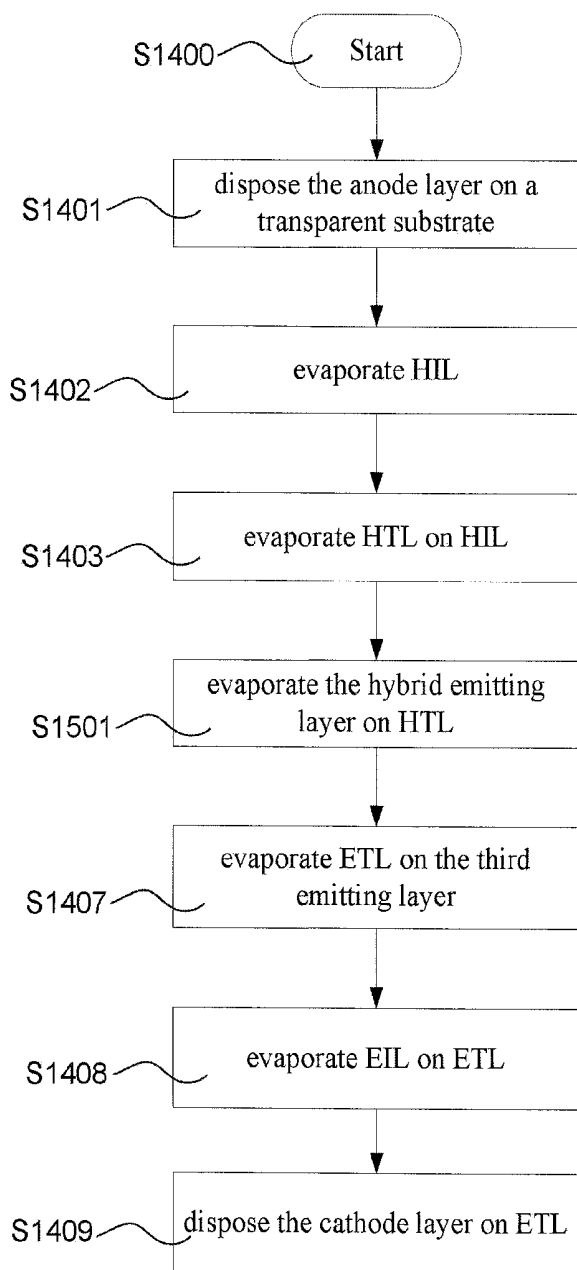 S1400
Start
S1401
dispose the anode layer on a
transparent substrate
S1402
evaporate HIL
S1403
evaporate HTL on HIL
S1501
evaporate the hybrid emitting
layer on HTL
S1407
evaporate ETL on the third
emitting layer
S1408
evaporate EIL on ETL
S1409
dispose the cathode layer on ETL